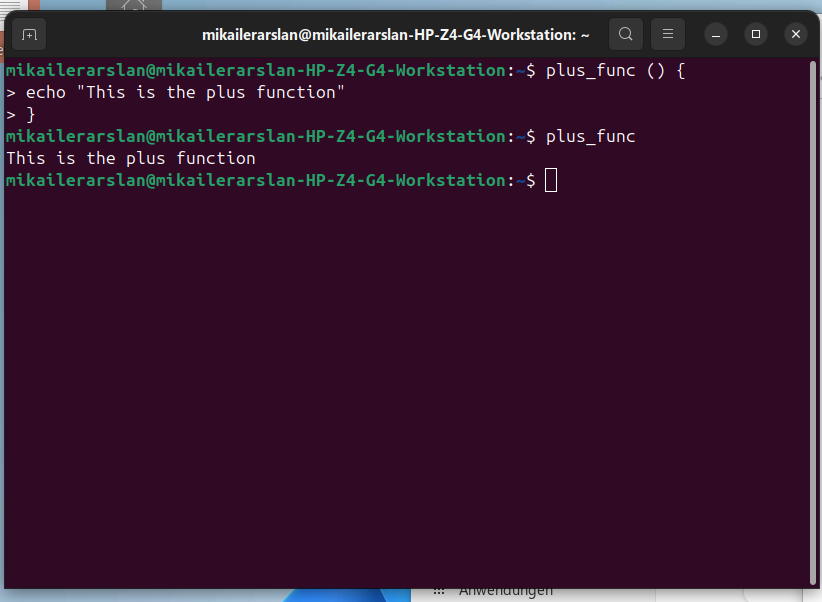 mikailerarslan@mikailerarslan-HP-Z4-G4-Workstation: ~
mikailerarslan@mikailerarslan-HP-Z4-G4-Workstation:~$ plus_func () {
> echo "This is the plus function"
> }
mikailerarslan@mikailerarslan-HP-Z4-G4-Workstation:~$ plus_func
This is the plus function
mikailerarslan@mikailerarslan-HP-Z4-G4-Workstation:~$
Anwendungen